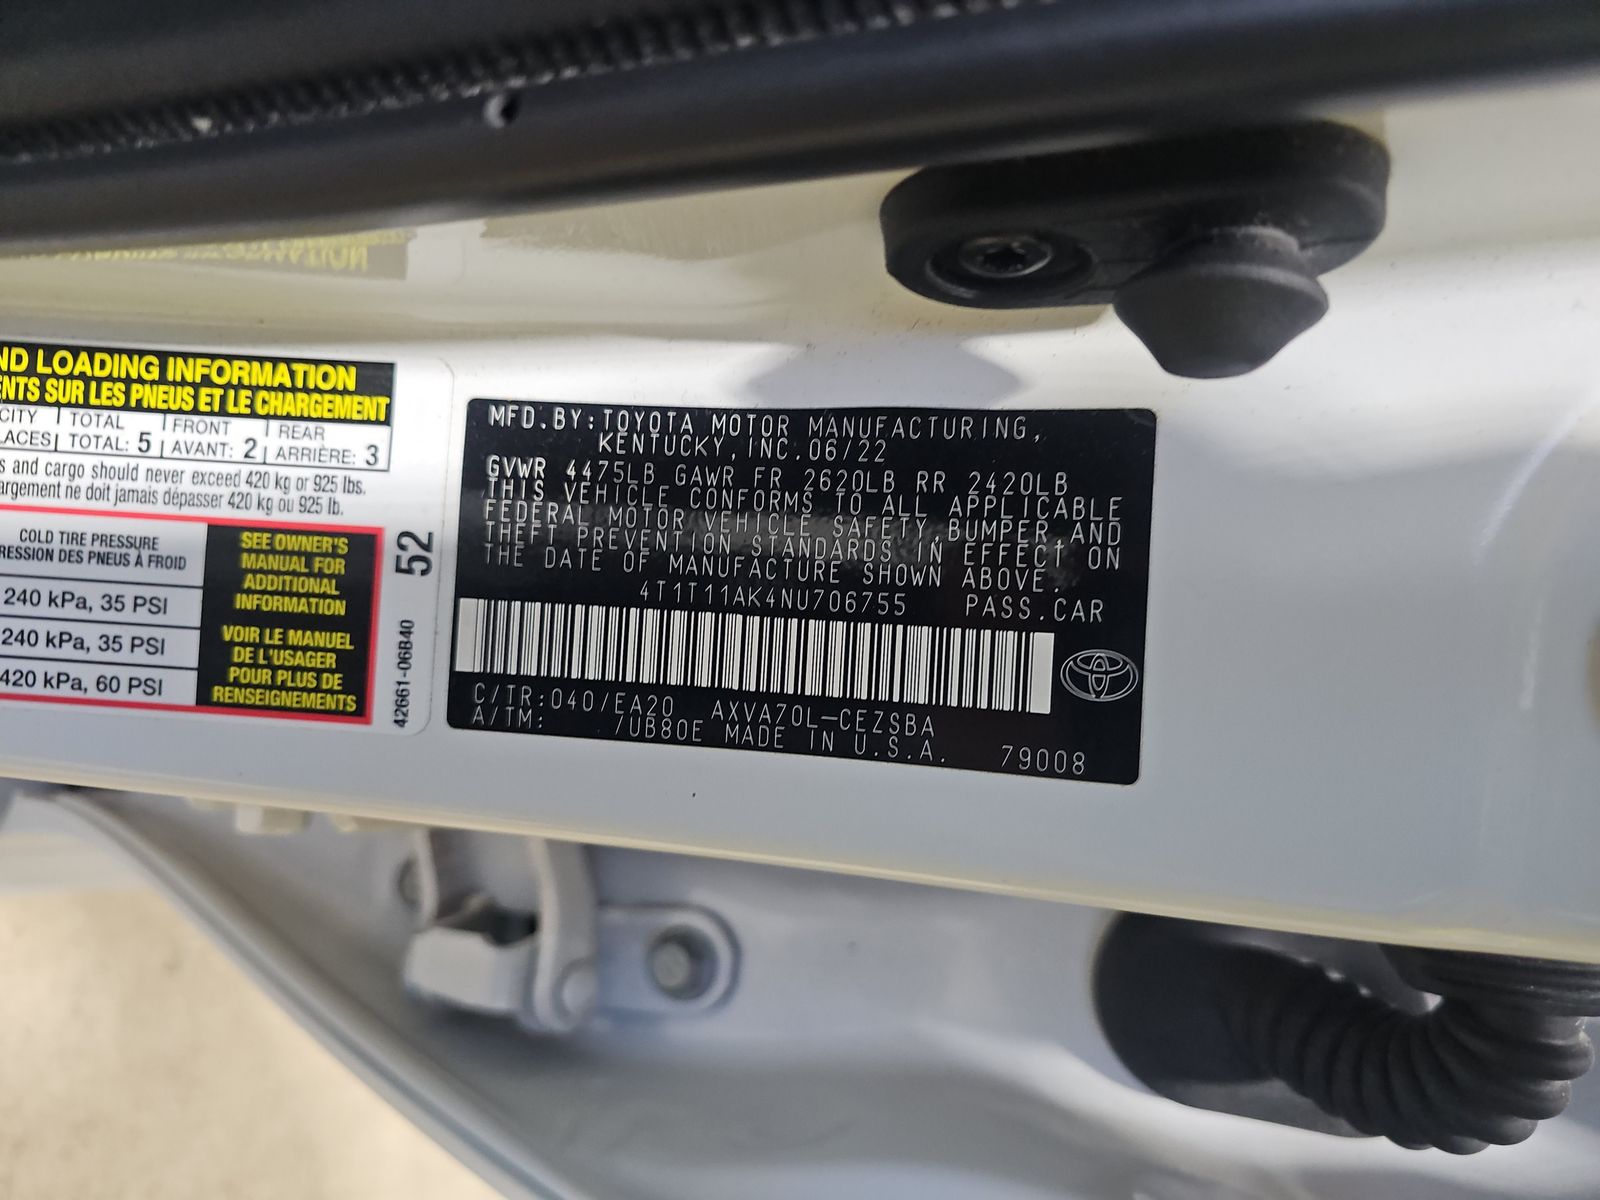 ND LOADING INFORMATION
ENTS SUR LES PNEUS ET LE CHARGEMENT
CITY TOTAL FRONT REAR
LACES TOTAL: 5 AVANT: 2 ARRIÈRE: 3
s and cargo should never exceed 420 kg or 925 lbs.
argement ne doit jamais dépasser 420 kg ou 925 lb.
COLD TIRE PRESSURE
RESSION DES PNEUS À FROID
240 kPa, 35 PSI
240 kPa, 35 PSI
420 kPa, 60 PSI
SEE OWNER'S
MANUAL FOR
ADDITIONAL
INFORMATION
VOIR LE MANUEL
DE L'USAGER
POUR PLUS DE
RENSEIGNEMENTS
42661-06B40
52
MFD.BY:TOYOTA MOTOR MANUFACTURING,
KENTUCKY,INC.06/22
GVWR 4475LB GAWR FR 2620LB RR 2420LB
THIS VEHICLE CONFORMS TO ALL APPLICABLE
FEDERAL MOTOR VEHICLE SAFETY,BUMPER,AND
THEFT PREVENTION STANDARDS IN EFFECT ON
THE DATE OF MANUFACTURE SHOWN ABOVE.
4T1T11AK4NU706755 PASS.CAR
C/TR:040/EA20 AXVA70L-CEZSBA
A/TM: /UB80E MADE IN U.S.A. 79008